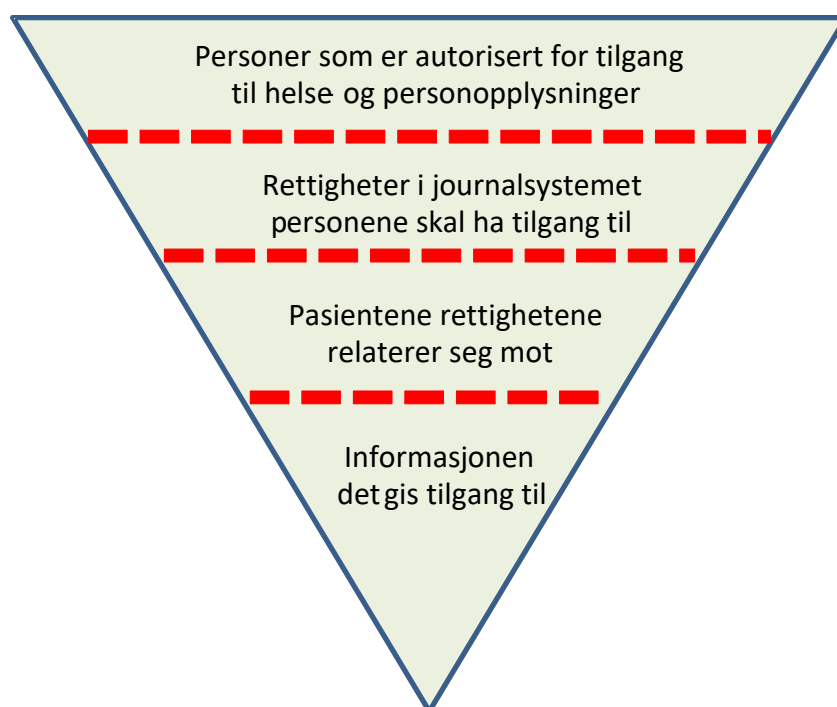 Personer som er autorisert for tilgang
til helse og personopplysninger
Rettigheter i journalsystemet
personene skal ha tilgang til
Pasientene rettighetene
relaterer seg mot
Informasjonen
det gis tilgang til